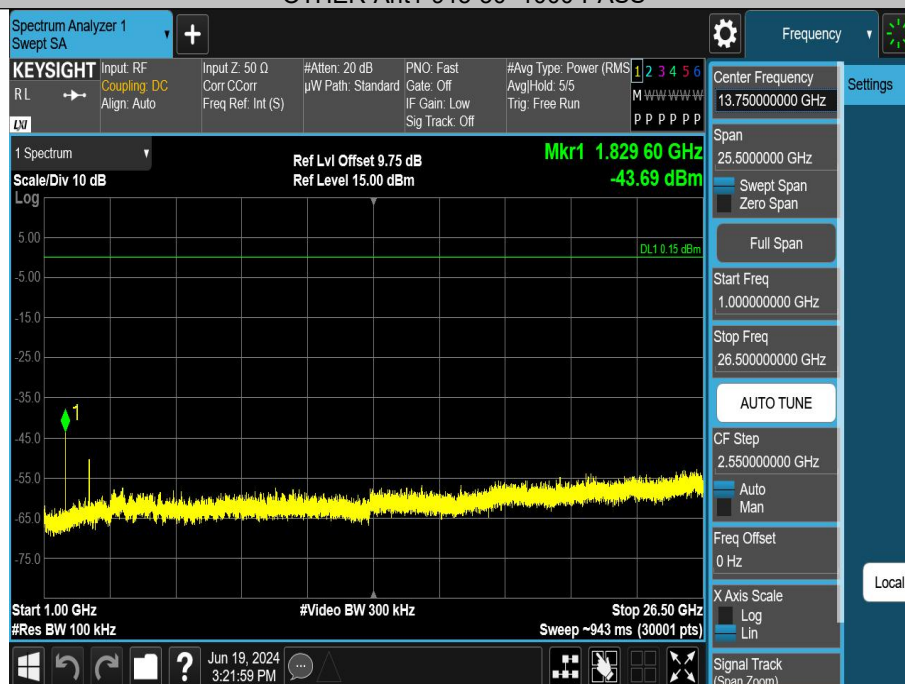 Spectrum Analyzer 1
Swept SA
+
Frequency
KEYSIGHT
RL
LXI
Input: RF
Coupling: DC
Align: Auto
Input Z: 50 Ω
Corr CCorr
Freq Ref: Int (S)
#Atten: 20 dB
µW Path: Standard
PNO: Fast
Gate: Off
IF Gain: Low
Sig Track: Off
#Avg Type: Power (RMS
Avg|Hold: 5/5
Trig: Free Run
1 2 3 4 5 6
M W W W W W
P P P P P P
1 Spectrum
Scale/Div 10 dB
Log
Ref Lvl Offset 9.75 dB
Ref Level 15.00 dBm
Mkr1 1.829 60 GHz
-43.69 dBm
5.00
DL1 0.15 dBm
-5.00
-15.0
-25.0
-35.0
1
-45.0
-55.0
-65.0
-75.0
Start 1.00 GHz
#Video BW 300 kHz
Stop 26.50 GHz
#Res BW 100 kHz
Sweep ~943 ms (30001 pts)
?
Jun 19, 2024
3:21:59 PM
Center Frequency
13.750000000 GHz
Settings
Span
25.5000000 GHz
Swept Span
Zero Span
Full Span
Start Freq
1.000000000 GHz
Stop Freq
26.500000000 GHz
AUTO TUNE
CF Step
2.550000000 GHz
Auto
Man
Freq Offset
0 Hz
Local
X Axis Scale
Log
Lin
Signal Track
(Span Zoom)